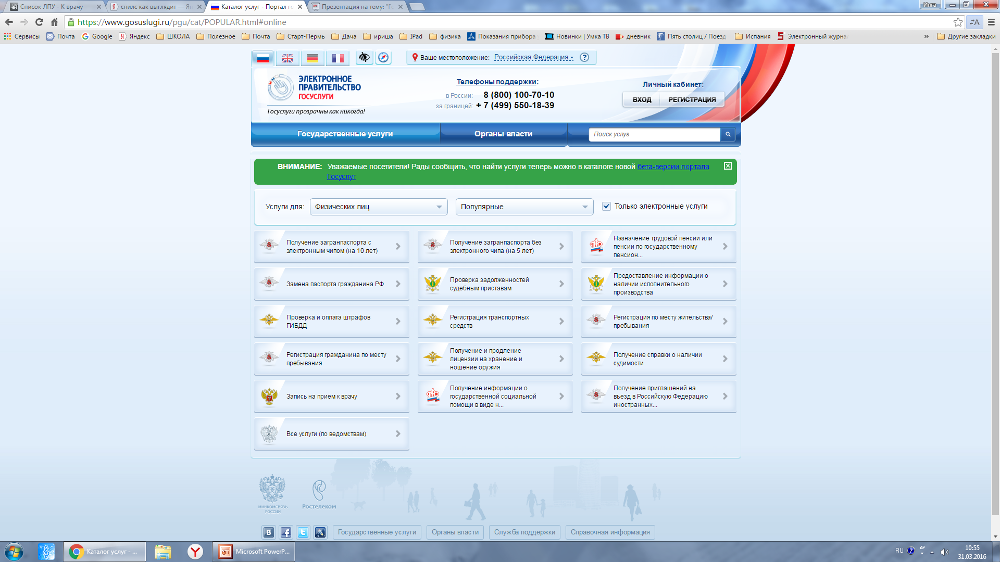 Список ЛПУ - К врачу
снилс как выглядит — Ян
Каталог услуг - Портал го
Презентация на тему: "Го
Инга
https://www.gosuslugi.ru/pgu/cat/POPULAR.html#online
Сервисы
Почта
Google
Яндекс
ШКОЛА
Полезное
Почта
Старт-Пермь
Дача
ириша
IPad
физика
Показания прибора
Новинки | Умка ТВ
дневник
Пять столиц / Поезд
Испания
Электронный журна
»
Другие закладки
Ваше местоположение: Российская Федерация
?
ЭЛЕКТРОННОЕ
ПРАВИТЕЛЬСТВО
ГОСУСЛУГИ
Госуслуги прозрачны как никогда!
Телефоны поддержки:
в России: 8 (800) 100-70-10
за границей: + 7 (499) 550-18-39
Личный кабинет:
ВХОД
РЕГИСТРАЦИЯ
Государственные услуги
Органы власти
Поиск услуг
ВНИМАНИЕ: Уважаемые посетители! Рады сообщить, что найти услуги теперь можно в каталоге новой бета-версии портала
Госуслуг
Услуги для:
Физических лиц
Популярные
Только электронные услуги
Получение загранпаспорта с
электронным чипом (на 10 лет)
Получение загранпаспорта без
электронного чипа (на 5 лет)
Назначение трудовой пенсии или
пенсии по государственному
пенсион...
Замена паспорта гражданина РФ
Проверка задолженностей
судебным приставам
Предоставление информации о
наличии исполнительного
производства
Проверка и оплата штрафов
ГИБДД
Регистрация транспортных
средств
Регистрация по месту жительства/
пребывания
Регистрация гражданина по месту
пребывания
Получение и продление
лицензии на хранение и
ношение оружия
Получение справки о наличии
судимости
Запись на прием к врачу
Получение информации о
государственной социальной
помощи в виде н...
Получение приглашений на
въезд в Российскую Федерацию
иностранных...
Все услуги (по ведомствам)
МИНКОМСВЯЗЬ
РОССИИ
Ростелеком
Государственные услуги
Органы власти
Служба поддержки
Справочная информация
Каталог услуг - ...
Microsoft PowerP...
RU
10:55
31.03.2016